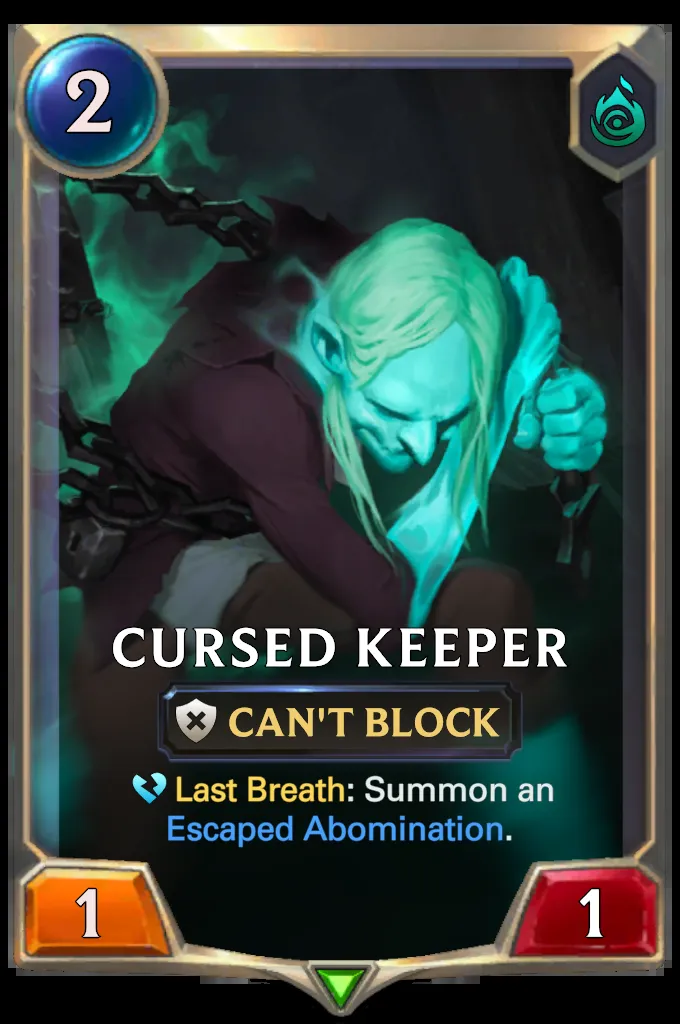 2
CURSED KEEPER
CAN'T BLOCK
Last Breath: Summon an
Escaped Abomination.
1
1